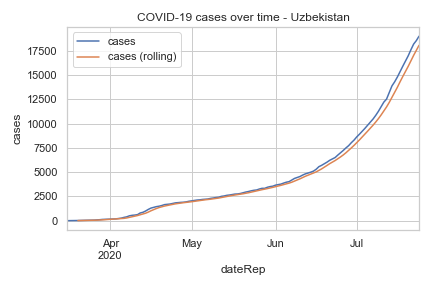 COVID-19 cases over time - Uzbekistan
cases
cases (rolling)
17500
15000
12500
10000
7500
5000
2500
0
cases
Apr
2020
May
Jun
Jul
dateRep